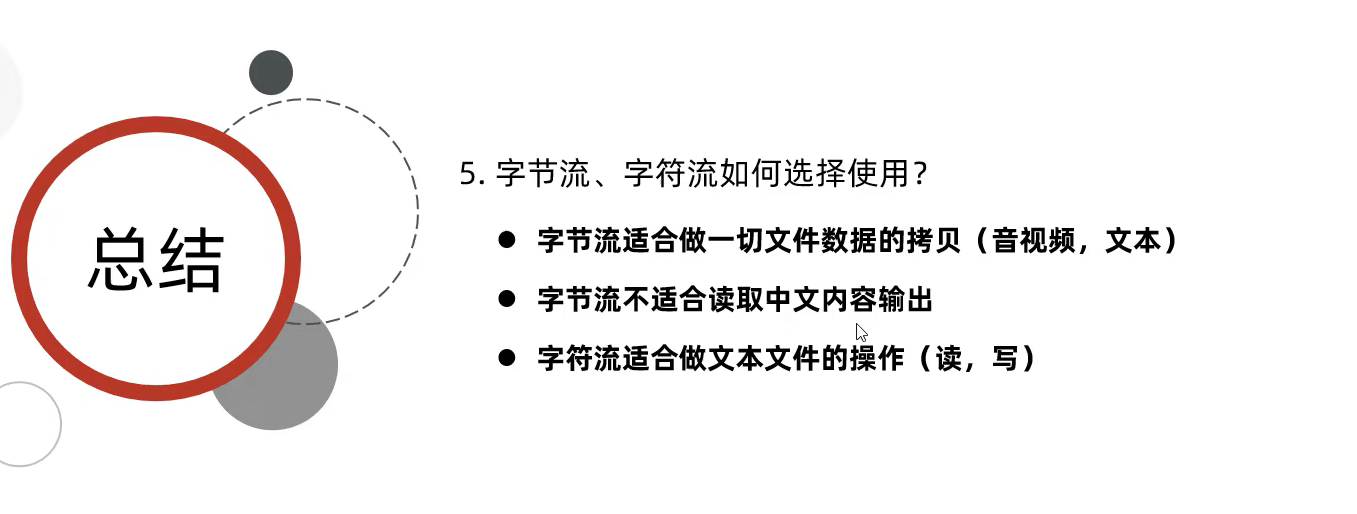 总结
5. 字节流、字符流如何选择使用？
● 字节流适合做一切文件数据的拷贝（音视频，文本）
● 字节流不适合读取中文内容输出
● 字符流适合做文本文件的操作（读，写）